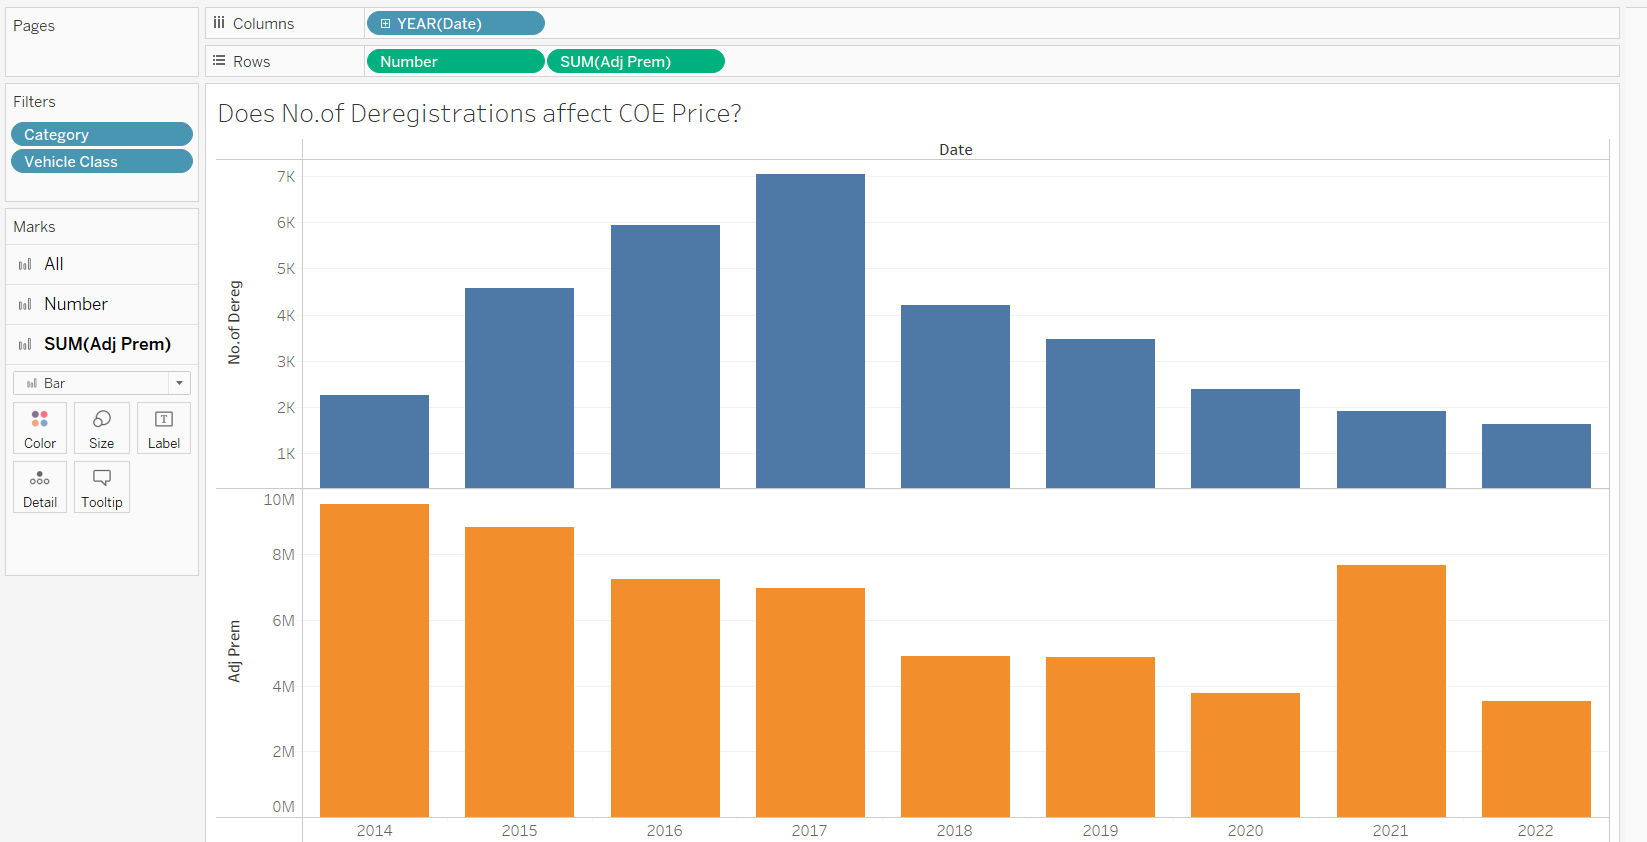 Pages
Columns
YEAR(Date)
Rows
Number
SUM(Adj Prem)
Filters
Category
Vehicle Class
Marks
All
Number
SUM(Adj Prem)
Bar
Color
Size
T
Label
Detail
Tooltip
Does No.of Deregistrations affect COE Price?
Date
7K
6K
5K
4K
3K
2K
1K
No.of Dereg
10M
8M
6M
4M
2M
0M
Adj Prem
2014
2015
2016
2017
2018
2019
2020
2021
2022